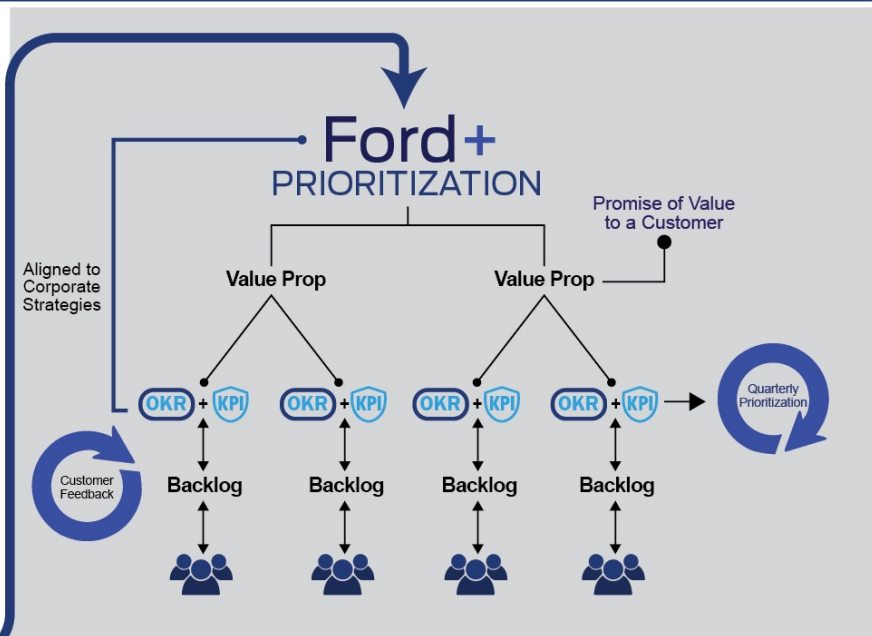 Ford+
PRIORITIZATION
Promise of Value
to a Customer
Aligned to
Corporate
Strategies
Value Prop
Value Prop
OKR + KPI
OKR + KPI
OKR + KPI
OKR + KPI
Quarterly
Prioritization
Customer
Feedback
Backlog
Backlog
Backlog
Backlog